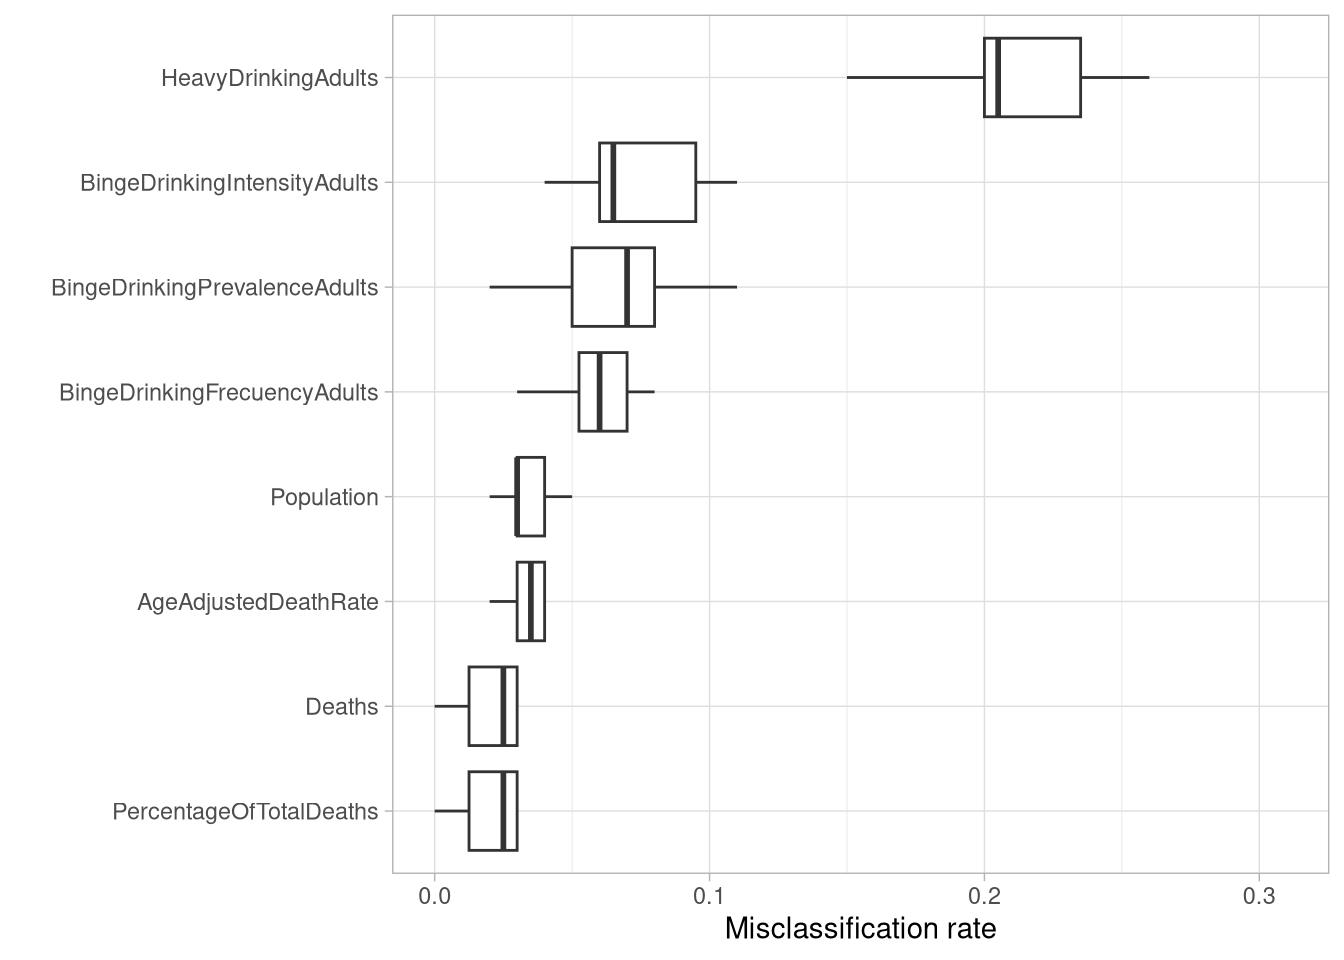 HeavyDrinkingAdults
BingeDrinkingIntensityAdults
BingeDrinkingPrevalenceAdults
BingeDrinkingFrecuencyAdults
Population
AgeAdjustedDeathRate
Deaths
PercentageOfTotalDeaths
0.0 0.1 0.2 0.3
Misclassification rate